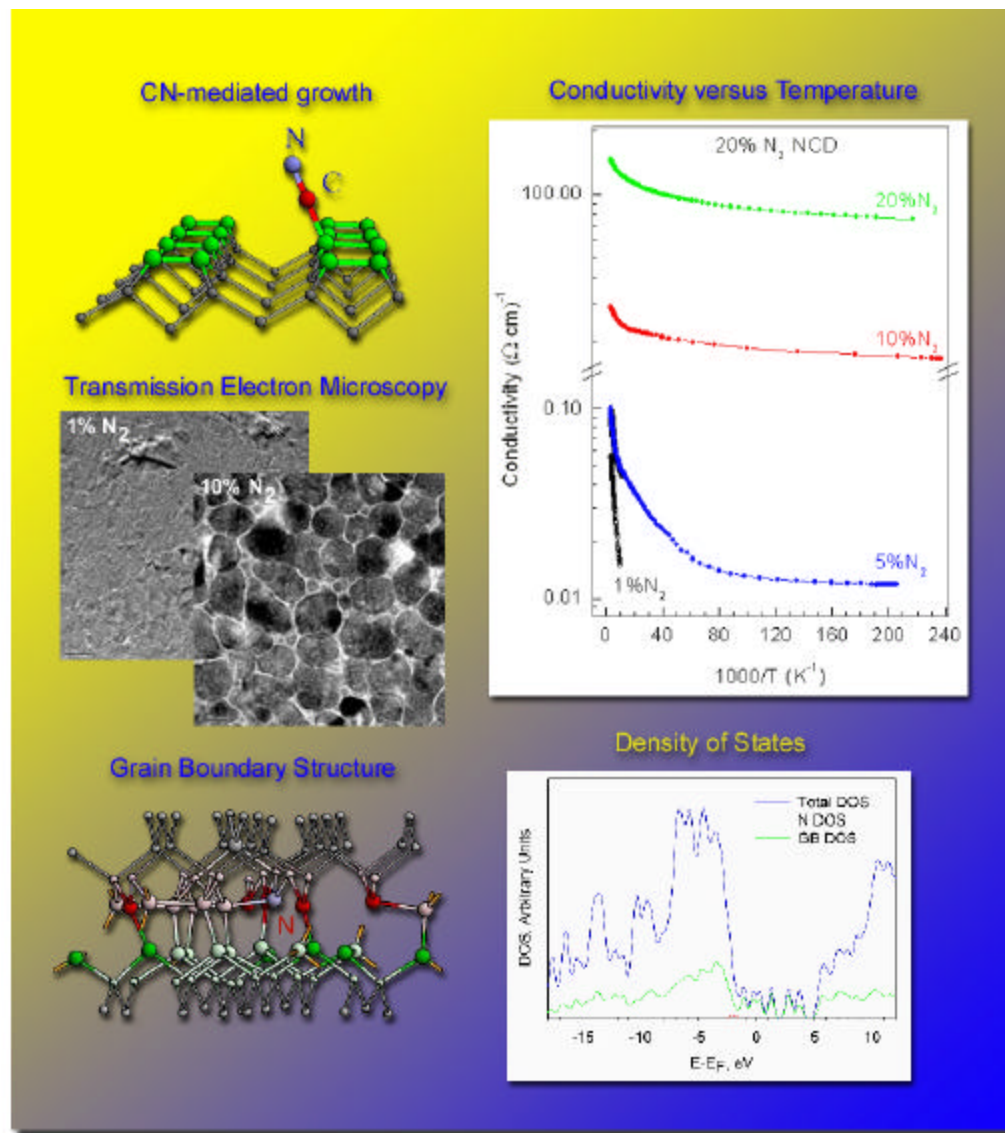 CN-mediated growth
N
C
Transmission Electron Microscopy
1% N2
10% N2
Grain Boundary Structure
N
Conductivity versus Temperature
20% N2 NCD
100.00
20%N2
10%N2
Conductivity (Ω cm)-1
0.10
0.01
5%N2
1%N2
0 40 80 120 160 200 240
1000/T (K-1)
Density of States
Total DOS
N DOS
GB DOS
DOS, Arbitrary Units
-15 -10 -5 0 5 10
E-EF, eV